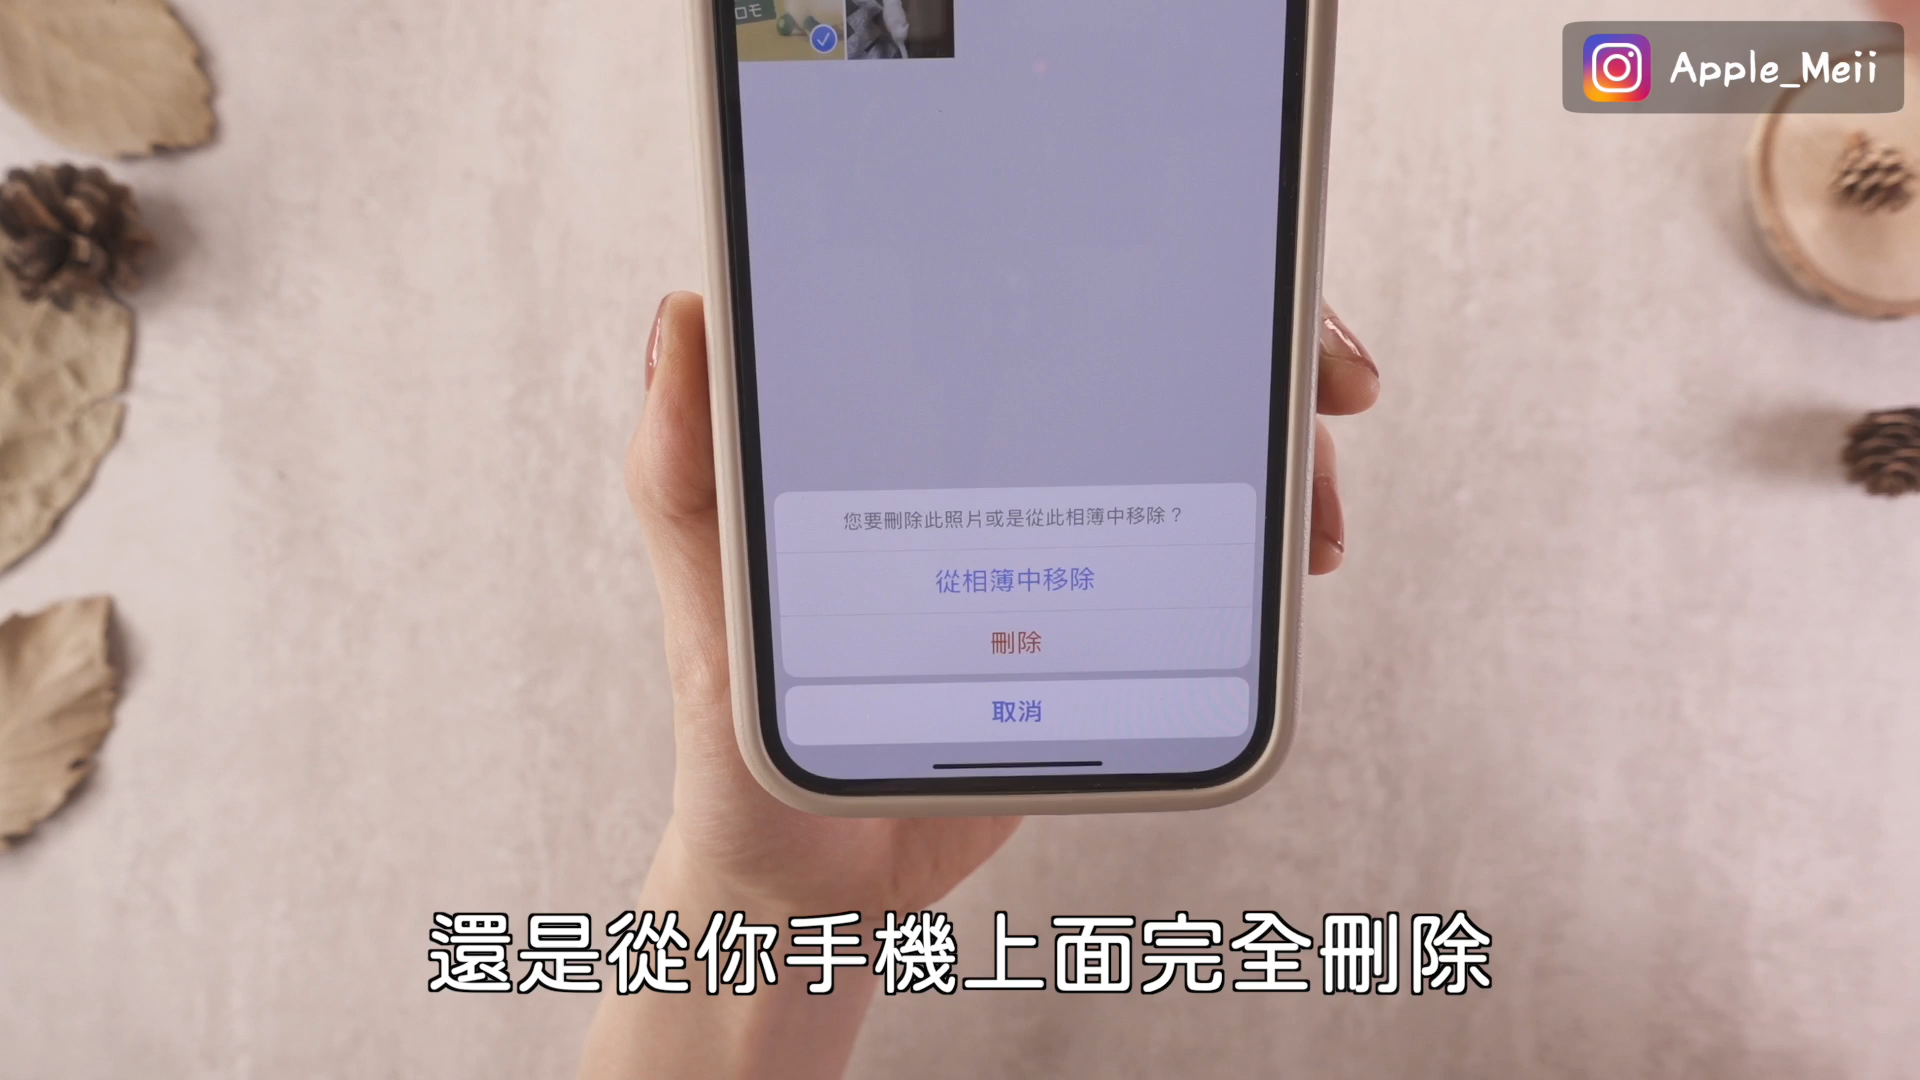 ロモ
Apple_Meii
您要刪除此照片或是從此相簿中移除？
從相簿中移除
刪除
取消
還是從你手機上面完全刪除